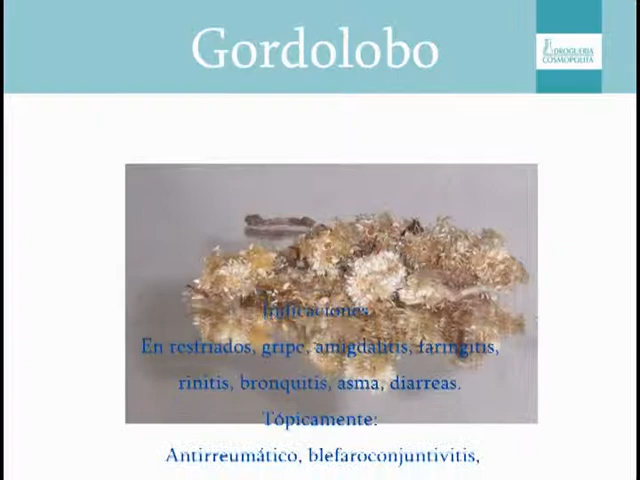 Gordolobo
DROGUERIA
COSMOPOLITA
Indicaciones
En resfriados, gripe, amigdalitis, faringitis,
rinitis, bronquitis, asma, diarreas.
Tópicamente:
Antirreumático, blefaroconjuntivitis,